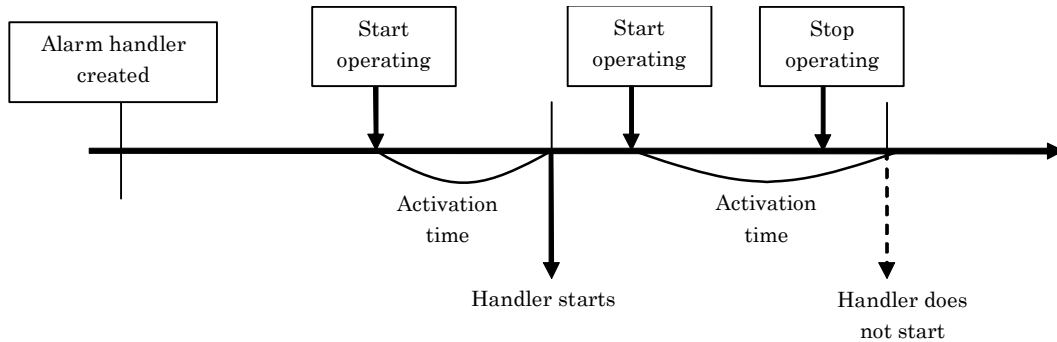 Alarm handler
created
Start
operating
Start
operating
Stop
operating
Activation
time
Activation
time
Handler starts
Handler does
not start